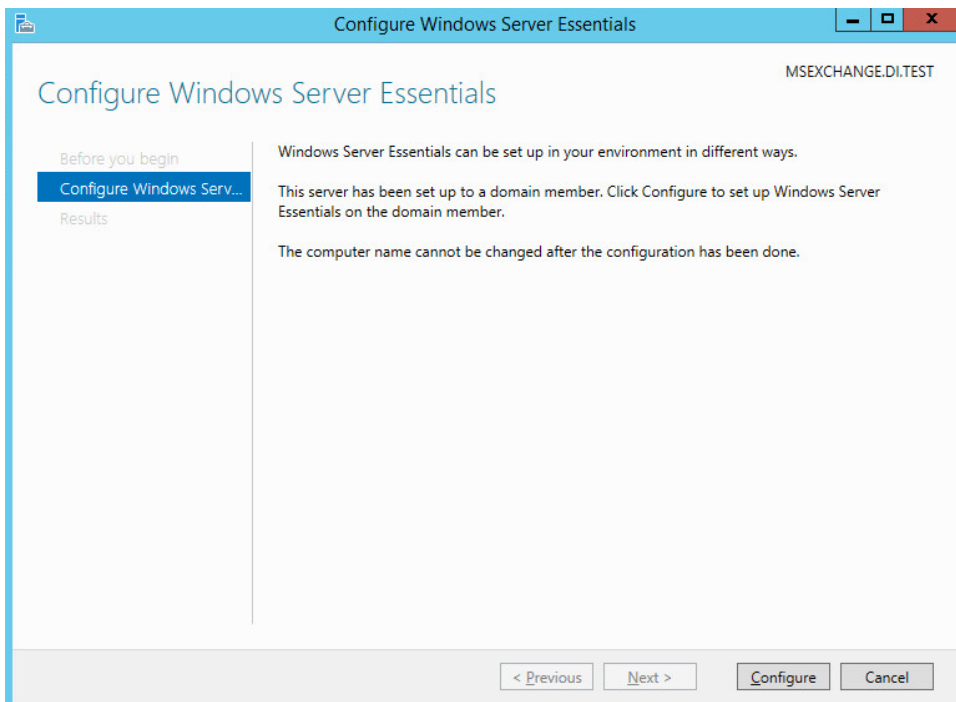 Configure Windows Server Essentials
MSEXCHANGE.DI.TEST
Configure Windows Server Essentials
Before you begin
Configure Windows Serv...
Results
Windows Server Essentials can be set up in your environment in different ways.
This server has been set up to a domain member. Click Configure to set up Windows Server
Essentials on the domain member.
The computer name cannot be changed after the configuration has been done.
< Previous
Next >
Configure
Cancel